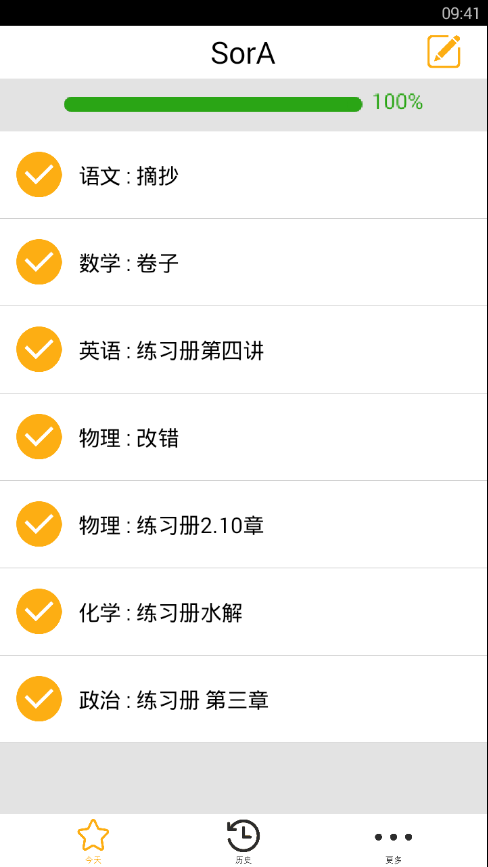 09:41
SorA
100%
语文 : 摘抄
数学 : 卷子
英语 : 练习册第四讲
物理 : 改错
物理 : 练习册2.10章
化学 : 练习册水解
政治 : 练习册 第三章
今天
历史
更多